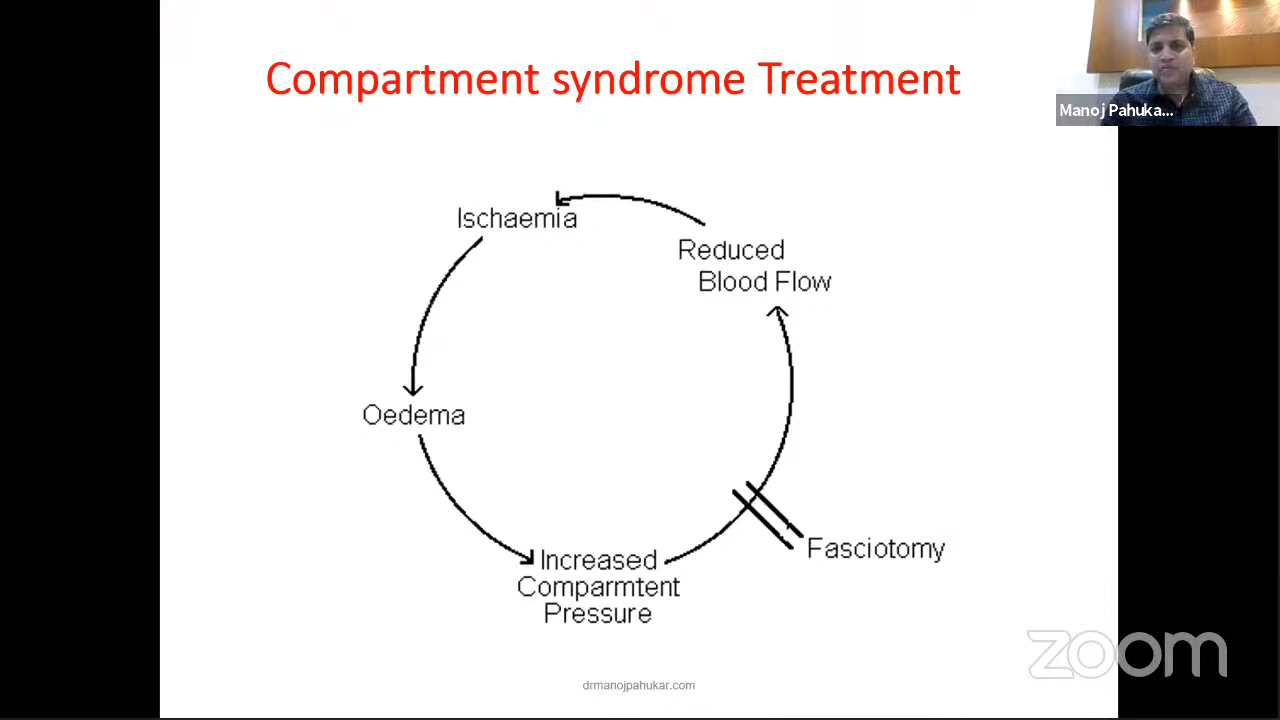 Compartment syndrome Treatment
Manoj Pahuka...
Ischaemia
Reduced
Blood Flow
Oedema
Increased
Comparmtent
Pressure
Fasciotomy
zoom
drmanojpahukar.com